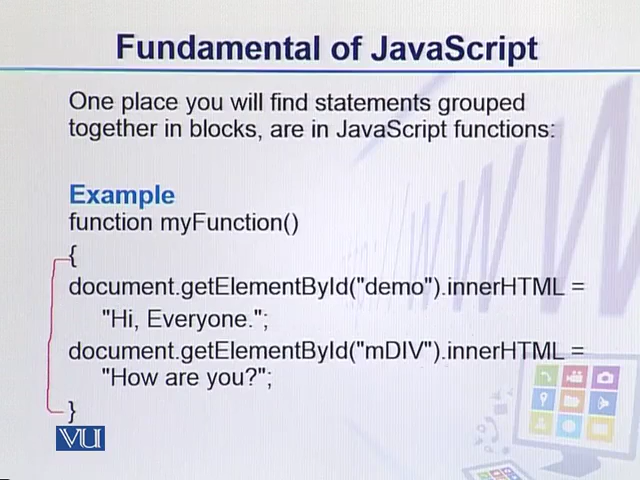 Fundamental of JavaScript
One place you will find statements grouped
together in blocks, are in JavaScript functions:
Example
function myFunction()
{
document.getElementById("demo").innerHTML =
"Hi, Everyone.";
document.getElementById("mDIV").innerHTML =
"How are you?";
}
VU